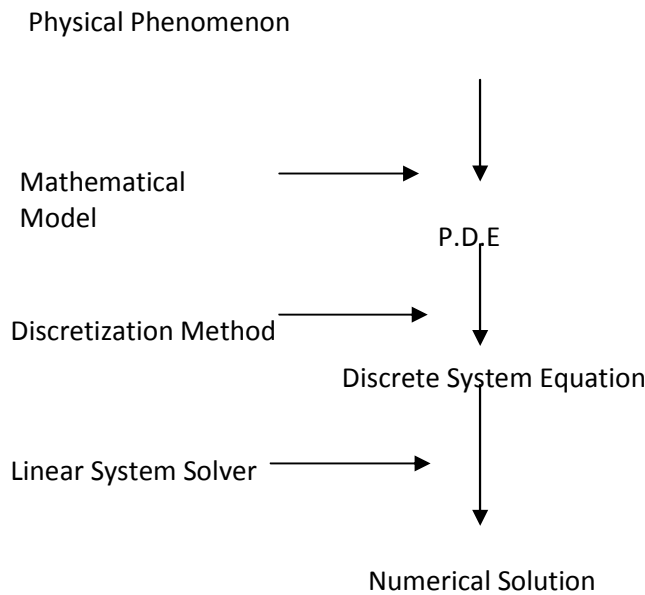 Physical Phenomenon
Mathematical
Model
P.D.E
Discretization Method
Discrete System Equation
Linear System Solver
Numerical Solution